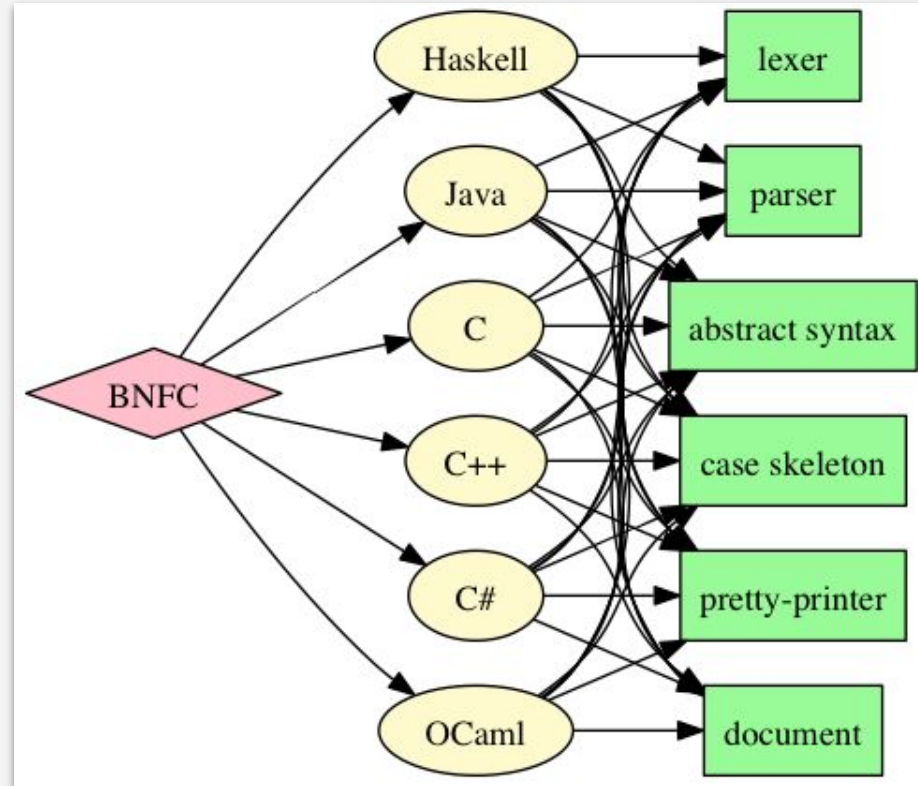 BNFC
Haskell
Java
C
C++
C#
OCaml
lexer
parser
abstract syntax
case skeleton
pretty-printer
document